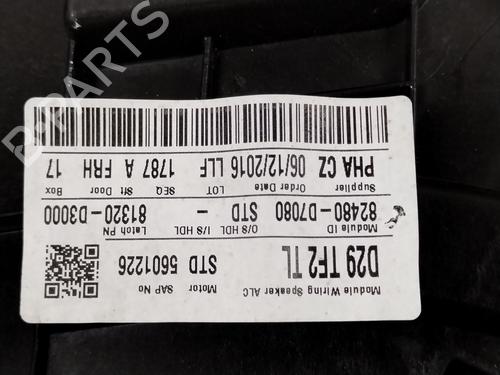 Module Wiring Speaker ALC Motor SAP No
D29 TF2 TL STD 5601226
Module ID O/S HDL I/S HDL Latch PN
82480-D7080 STD - 81320-D3000
Supplier Order Date LOT SEQ Sft Door Box
PHA CZ 06/12/2016 LLF 1787 A FRH 17
B-PARTS